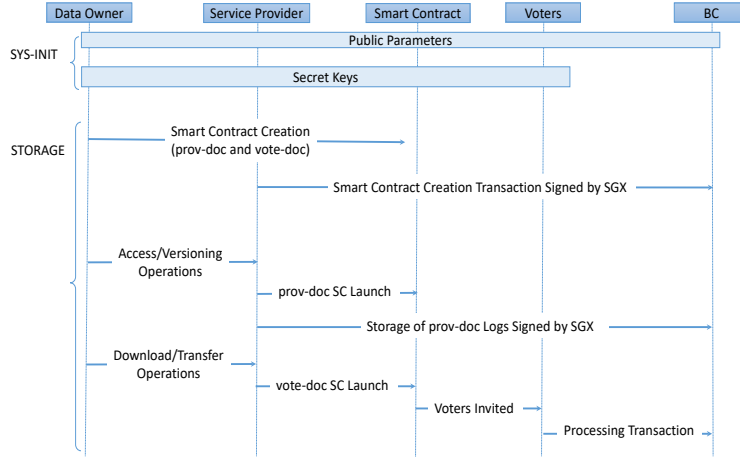 Data Owner
Service Provider
Smart Contract
Voters
BC
Public Parameters
SYS-INIT
Secret Keys
Smart Contract Creation
(prov-doc and vote-doc)
STORAGE
Smart Contract Creation Transaction Signed by SGX
Access/Versioning
Operations
prov-doc SC Launch
Storage of prov-doc Logs Signed by SGX
Download/Transfer
Operations
vote-doc SC Launch
Voters Invited
Processing Transaction